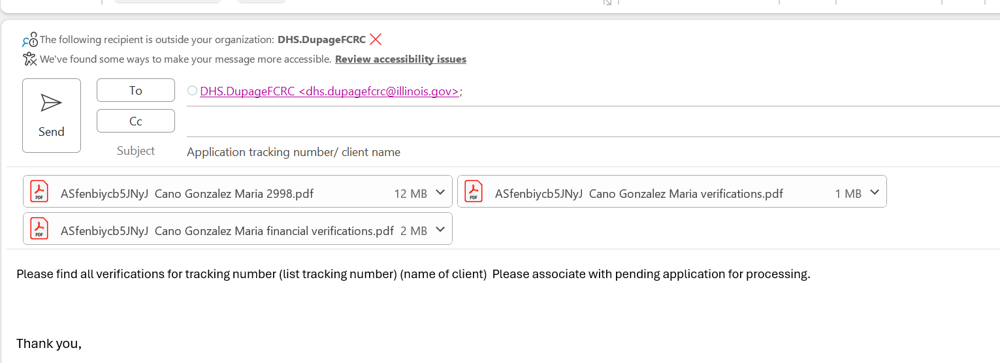 The following recipient is outside your organization: DHS.DupageFCRC
We've found some ways to make your message more accessible. Review accessibility issues
Send
To
DHS.DupageFCRC <dhs.dupagefcrc@illinois.gov>;
Cc
Subject
Application tracking number/ client name
PDF ASfenbiycb5JNyJ Cano Gonzalez Maria 2998.pdf 12 MB
PDF ASfenbiycb5JNyJ Cano Gonzalez Maria verifications.pdf 1 MB
PDF ASfenbiycb5JNyJ Cano Gonzalez Maria financial verifications.pdf 2 MB
Please find all verifications for tracking number (list tracking number) (name of client) Please associate with pending application for processing.
Thank you,